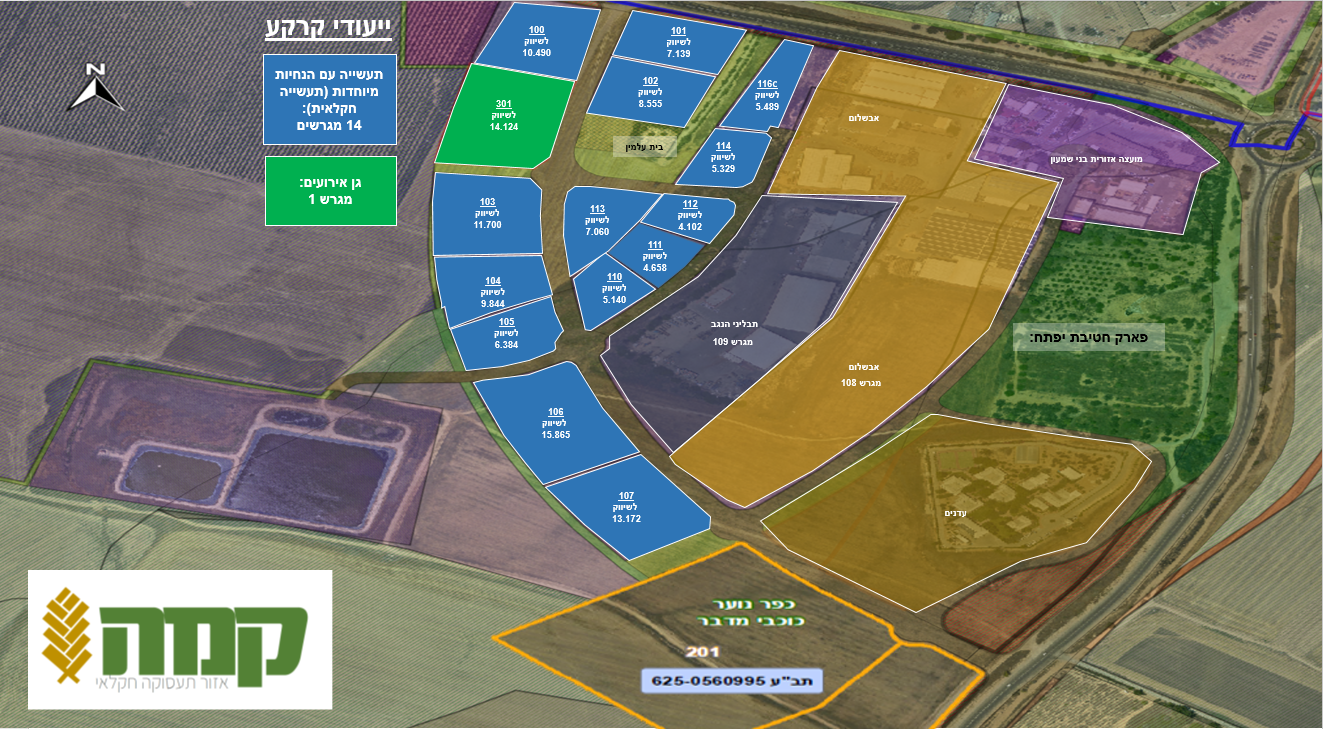 ייעודי קרקע
תעשייה עם הנחיות
מיוחדות (תעשייה
חקלאית):
14 מגרשים
גן אירועים:
מגרש 1
N
100
לשיווק
10.490
101
לשיווק
7.139
102
לשיווק
8.555
116c
לשיווק
5.489
301
לשיווק
14.124
בית עלמין
114
לשיווק
5.329
אבשלום
מועצה אזורית בני שמעון
103
לשיווק
11.700
113
לשיווק
7.060
112
לשיווק
4.102
111
לשיווק
4.658
110
לשיווק
5.140
104
לשיווק
9.844
105
לשיווק
6.384
תבליני הנגב
מגרש 109
פארק חטיבת יפתח:
אבשלום
מגרש 108
106
לשיווק
15.865
107
לשיווק
13.172
עדנים
כפר נוער
כוכבי מדבר
201
תב"ע 625-0560995
קמה
אזור תעסוקה חקלאי